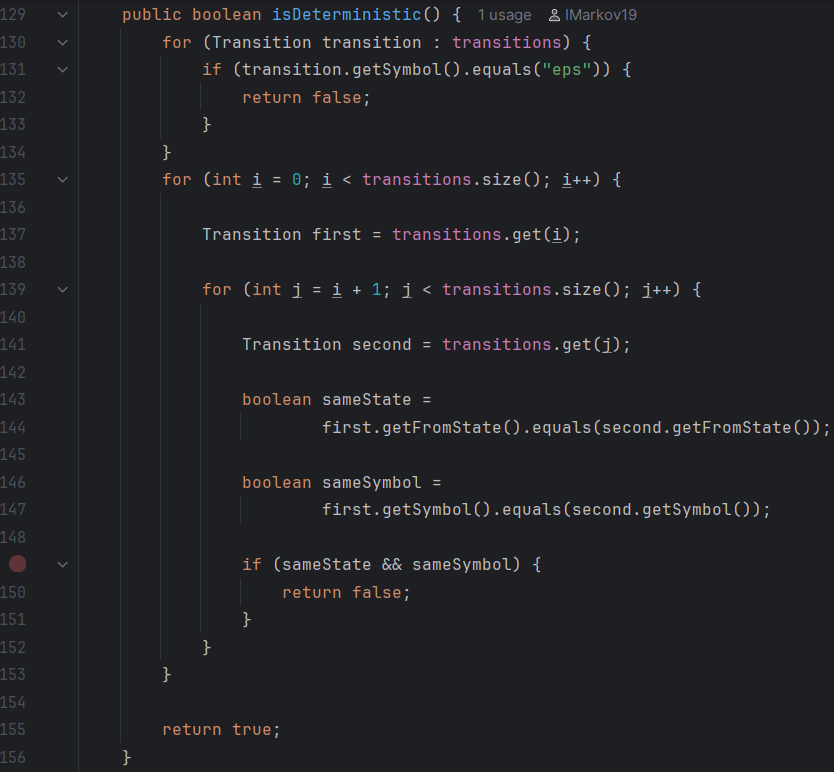 129 public boolean isDeterministic() { 1 usage IMarkov19
130 for (Transition transition : transitions) {
131 if (transition.getSymbol().equals("eps")) {
132 return false;
133 }
134 }
135 for (int i = 0; i < transitions.size(); i++) {
136
137 Transition first = transitions.get(i);
138
139 for (int j = i + 1; j < transitions.size(); j++) {
140
141 Transition second = transitions.get(j);
142
143 boolean sameState =
144 first.getFromState().equals(second.getFromState());
145
146 boolean sameSymbol =
147 first.getSymbol().equals(second.getSymbol());
148
if (sameState && sameSymbol) {
150 return false;
151 }
152 }
153 }
154
155 return true;
156 }